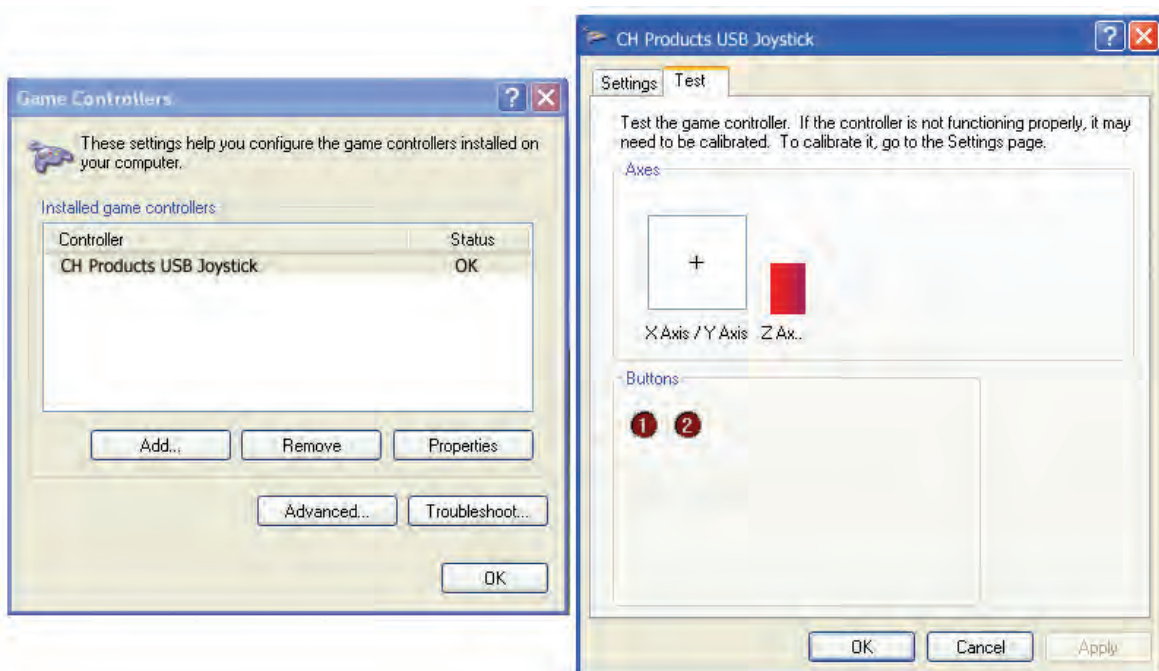 Game Controllers
These settings help you configure the game controllers installed on
your computer.
Installed game controllers
Controller Status
CH Products USB Joystick OK
Add... Remove Properties
Advanced... Troubleshoot...
OK
CH Products USB Joystick
Settings Test
Test the game controller. If the controller is not functioning properly, it may
need to be calibrated. To calibrate it, go to the Settings page.
Axes
X Axis / Y Axis Z Ax..
Buttons
1 2
OK Cancel Apply